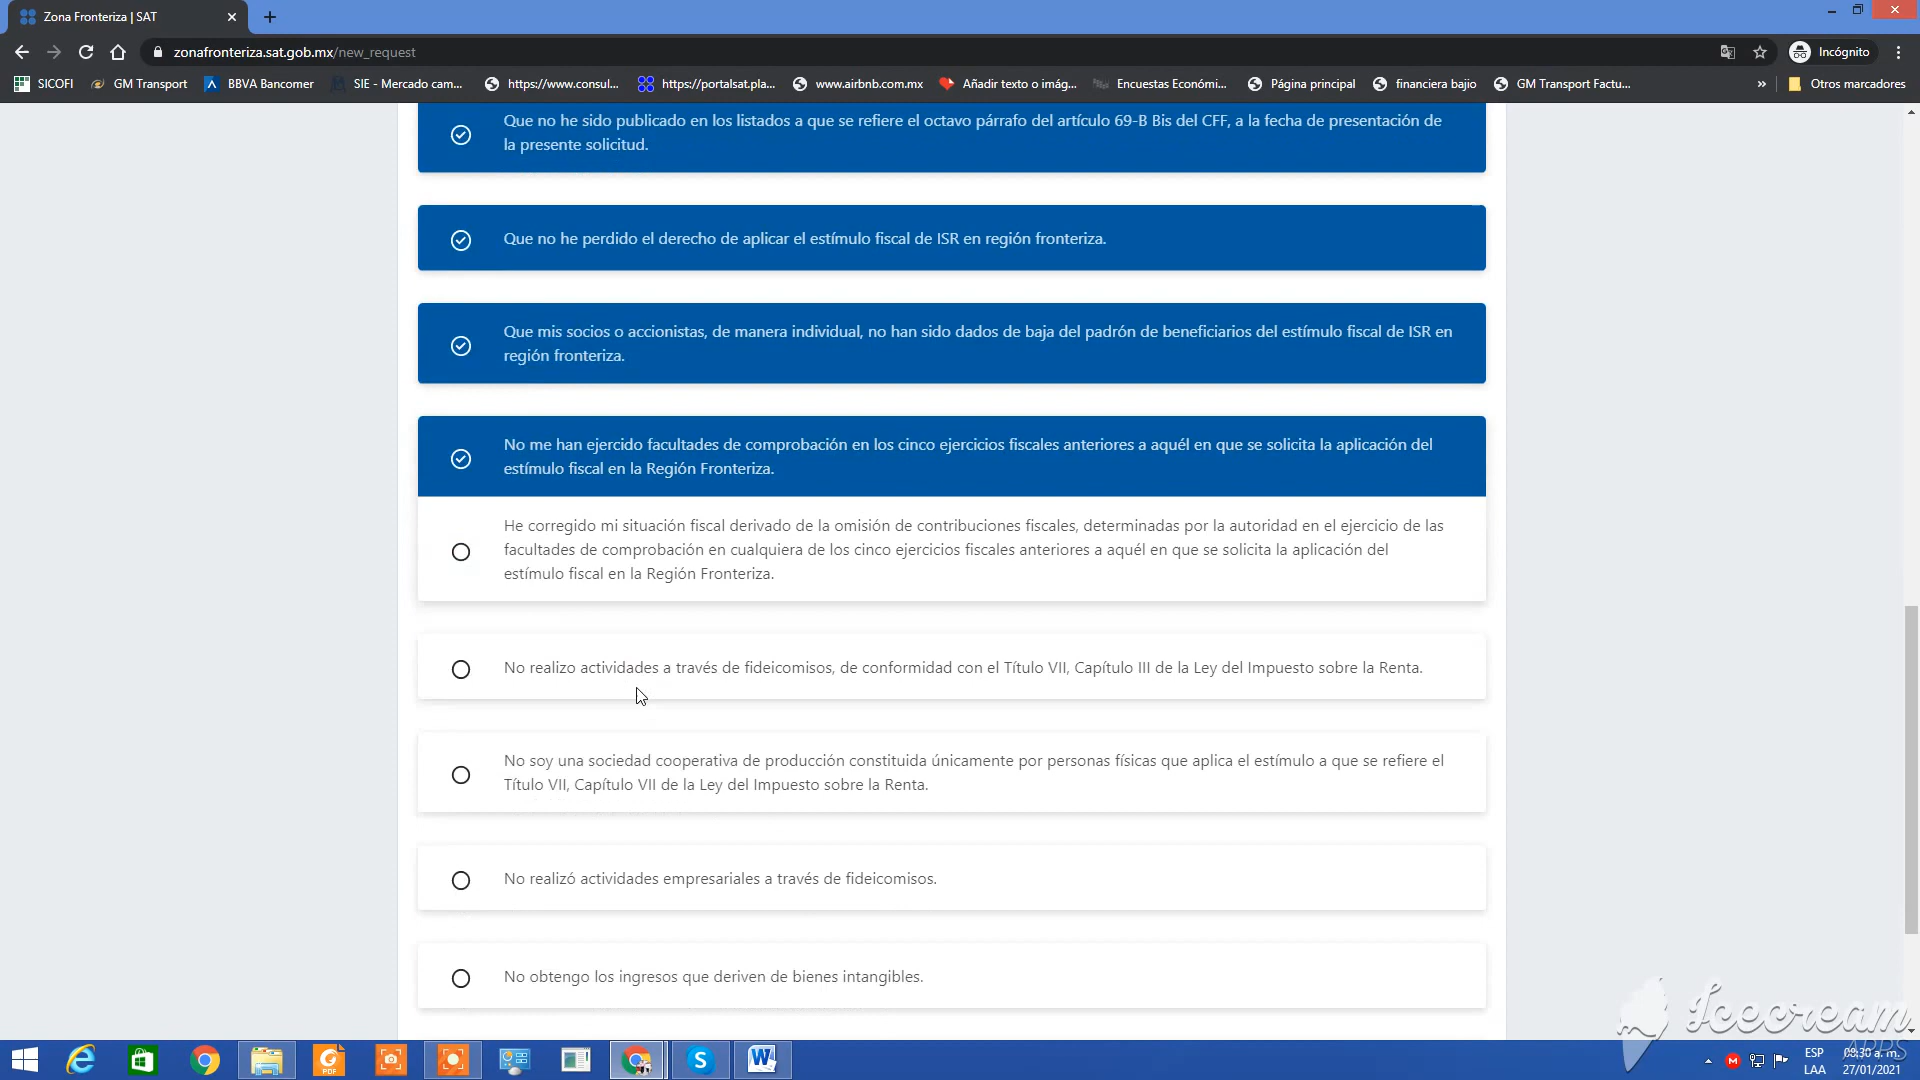 Zona Fronteriza | SAT
zonafronteriza.sat.gob.mx/new_request
Incógnito
SICOFI
GM Transport
BBVA Bancomer
SIE - Mercado cam...
https://www.consul...
https://portalsat.pla...
www.airbnb.com.mx
Añadir texto o imág...
Encuestas Económi...
Página principal
financiera bajio
GM Transport Factu...
»
Otros marcadores
Que no he sido publicado en los listados a que se refiere el octavo párrafo del artículo 69-B Bis del CFF, a la fecha de presentación de
la presente solicitud.
Que no he perdido el derecho de aplicar el estímulo fiscal de ISR en región fronteriza.
Que mis socios o accionistas, de manera individual, no han sido dados de baja del padrón de beneficiarios del estímulo fiscal de ISR en
región fronteriza.
No me han ejercido facultades de comprobación en los cinco ejercicios fiscales anteriores a aquél en que se solicita la aplicación del
estímulo fiscal en la Región Fronteriza.
He corregido mi situación fiscal derivado de la omisión de contribuciones fiscales, determinadas por la autoridad en el ejercicio de las
facultades de comprobación en cualquiera de los cinco ejercicios fiscales anteriores a aquél en que se solicita la aplicación del
estímulo fiscal en la Región Fronteriza.
No realizo actividades a través de fideicomisos, de conformidad con el Título VII, Capítulo III de la Ley del Impuesto sobre la Renta.
No soy una sociedad cooperativa de producción constituida únicamente por personas físicas que aplica el estímulo a que se refiere el
Título VII, Capítulo VII de la Ley del Impuesto sobre la Renta.
No realizó actividades empresariales a través de fideicomisos.
No obtengo los ingresos que deriven de bienes intangibles.
Icecream
APPS
PDF
ESP
LAA
08:30 a. m.
27/01/2021